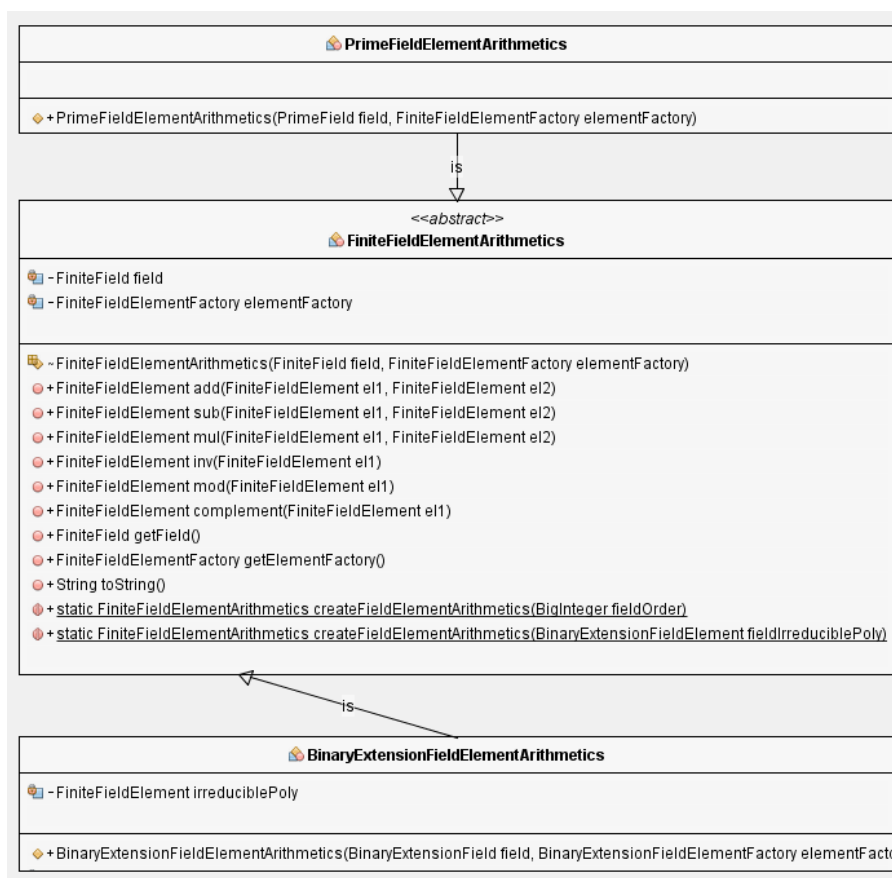 PrimeFieldElementArithmetics
+PrimeFieldElementArithmetics(PrimeField field, FiniteFieldElementFactory elementFactory)
is
<<abstract>>
FiniteFieldElementArithmetics
-FiniteField field
-FiniteFieldElementFactory elementFactory
~FiniteFieldElementArithmetics(FiniteField field, FiniteFieldElementFactory elementFactory)
+FiniteFieldElement add(FiniteFieldElement el1, FiniteFieldElement el2)
+FiniteFieldElement sub(FiniteFieldElement el1, FiniteFieldElement el2)
+FiniteFieldElement mul(FiniteFieldElement el1, FiniteFieldElement el2)
+FiniteFieldElement inv(FiniteFieldElement el1)
+FiniteFieldElement mod(FiniteFieldElement el1)
+FiniteFieldElement complement(FiniteFieldElement el1)
+FiniteField getField()
+FiniteFieldElementFactory getElementFactory()
+String toString()
+static FiniteFieldElementArithmetics createFieldElementArithmetics(BigInteger fieldOrder)
+static FiniteFieldElementArithmetics createFieldElementArithmetics(BinaryExtensionFieldElement fieldIrreduciblePoly)
is
BinaryExtensionFieldElementArithmetics
-FiniteFieldElement irreduciblePoly
+BinaryExtensionFieldElementArithmetics(BinaryExtensionField field, BinaryExtensionFieldElementFactory elementFacto